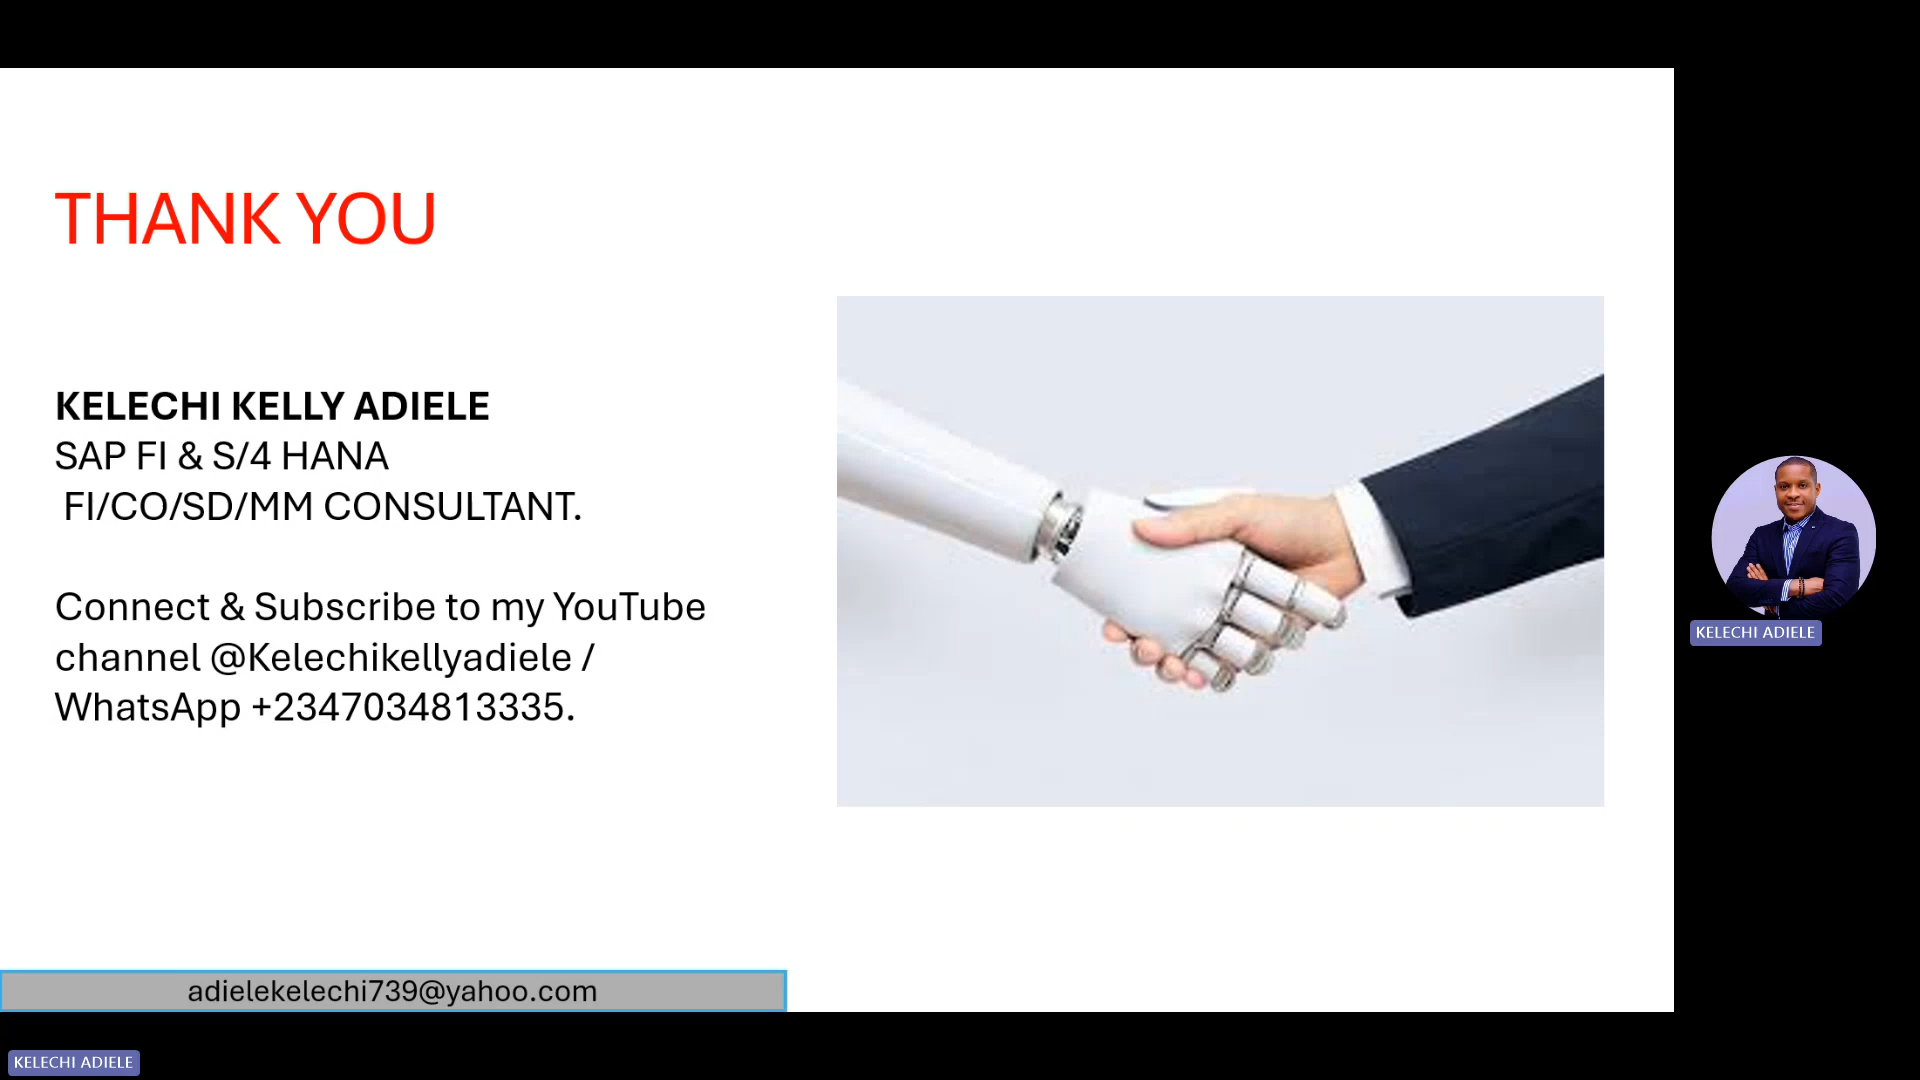 THANK YOU
KELECHI KELLY ADIELE
SAP FI & S/4 HANA
FI/CO/SD/MM CONSULTANT.
Connect & Subscribe to my YouTube
channel @Kelechikellyadiele /
WhatsApp +2347034813335.
adielekelechi739@yahoo.com
KELECHI ADIELE
KELECHI ADIELE